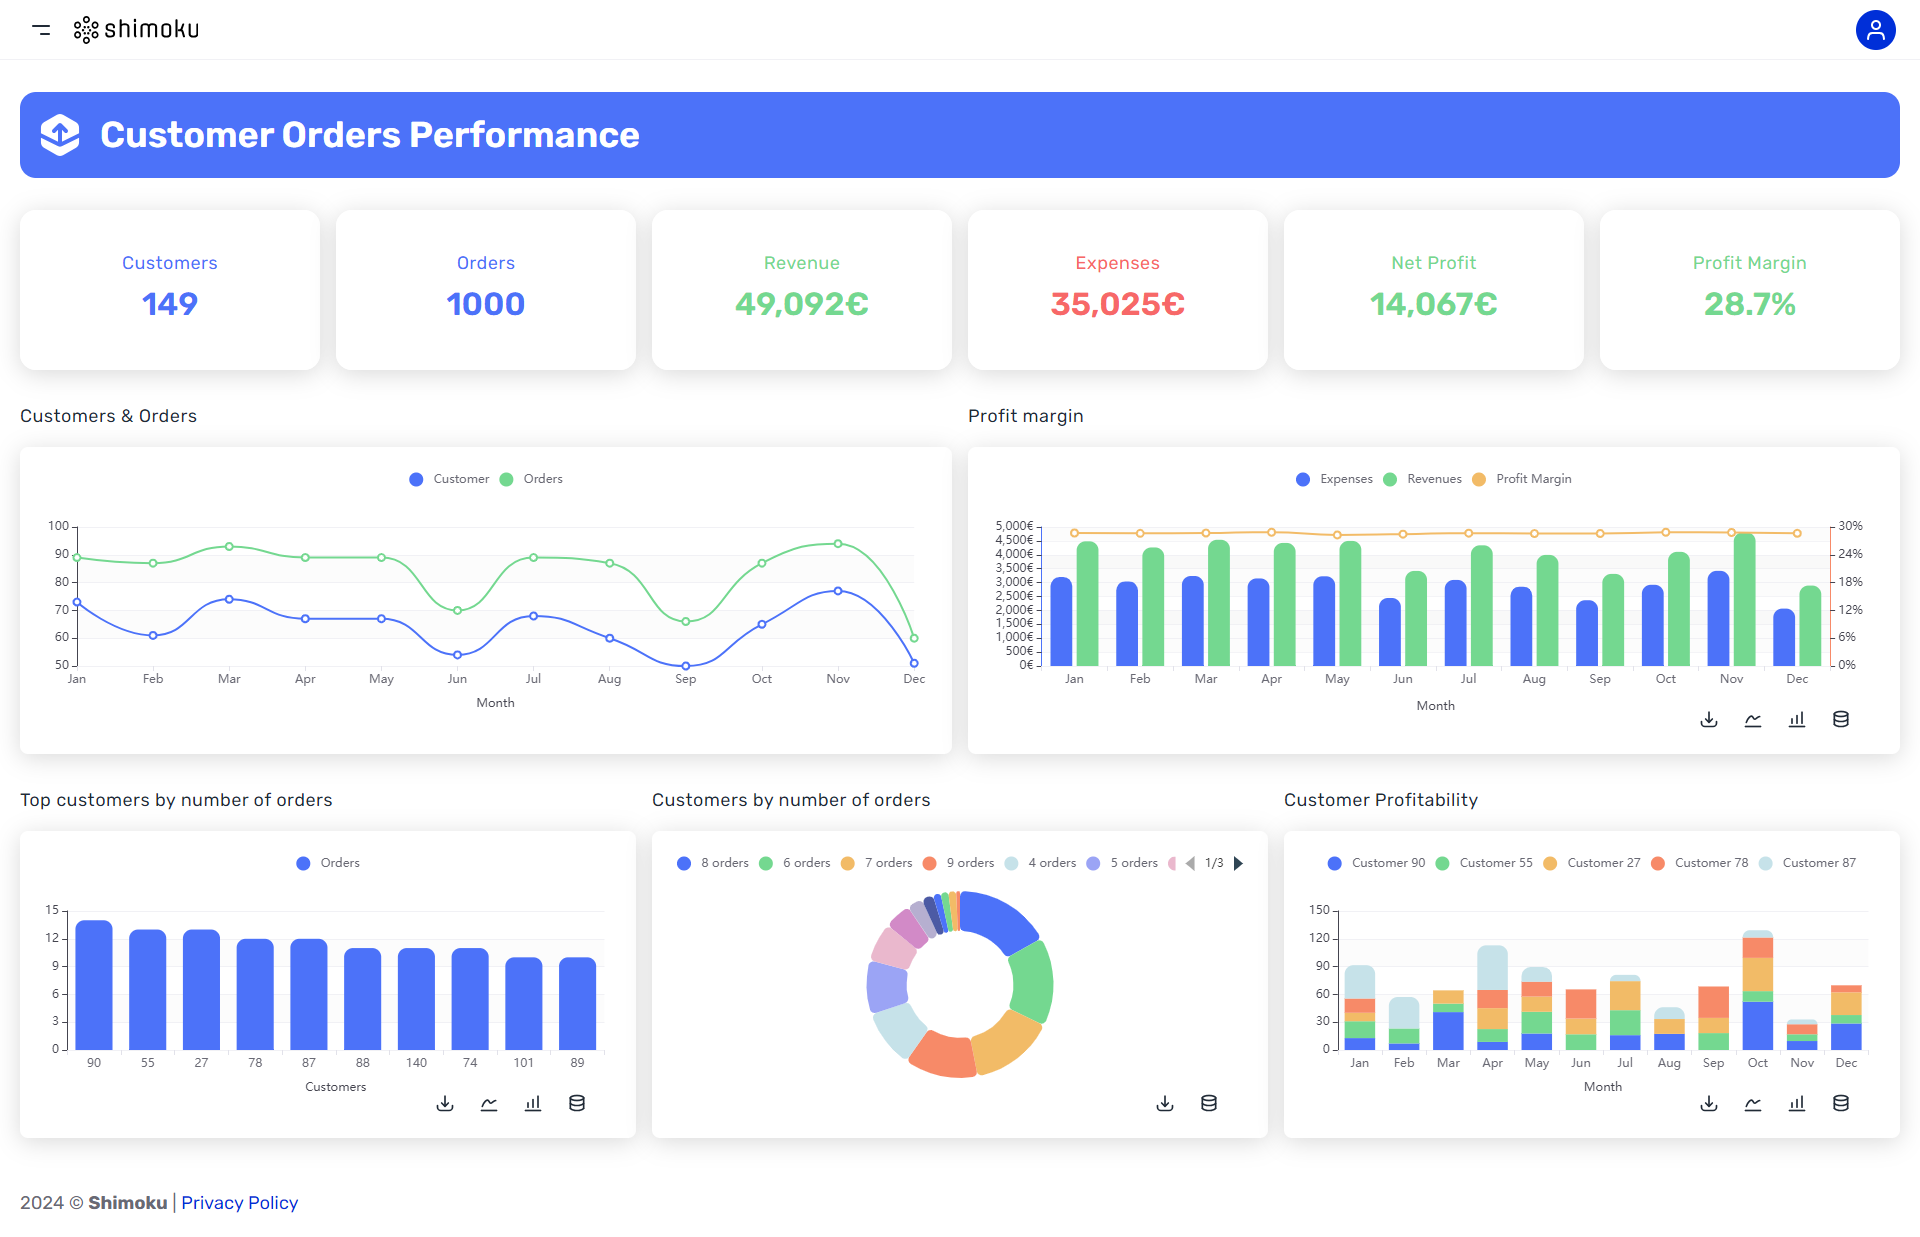 shimoku
Customer Orders Performance
Customers
149
Orders
1000
Revenue
49,092€
Expenses
35,025€
Net Profit
14,067€
Profit Margin
28.7%
Customers & Orders
Customer Orders
100
90
80
70
60
50
Jan Feb Mar Apr May Jun Jul Aug Sep Oct Nov Dec
Month
Profit margin
Expenses Revenues Profit Margin
5,000€
4,500€
4,000€
3,500€
3,000€
2,500€
2,000€
1,500€
1,000€
500€
0€
30%
24%
18%
12%
6%
0%
Jan Feb Mar Apr May Jun Jul Aug Sep Oct Nov Dec
Month
Top customers by number of orders
Orders
15
12
9
6
3
0
90 55 27 78 87 88 140 74 101 89
Customers
Customers by number of orders
8 orders 6 orders 7 orders 9 orders 4 orders 5 orders 1/3
Customer Profitability
Customer 90 Customer 55 Customer 27 Customer 78 Customer 87
150
120
90
60
30
0
Jan Feb Mar Apr May Jun Jul Aug Sep Oct Nov Dec
Month
2024 © Shimoku | Privacy Policy